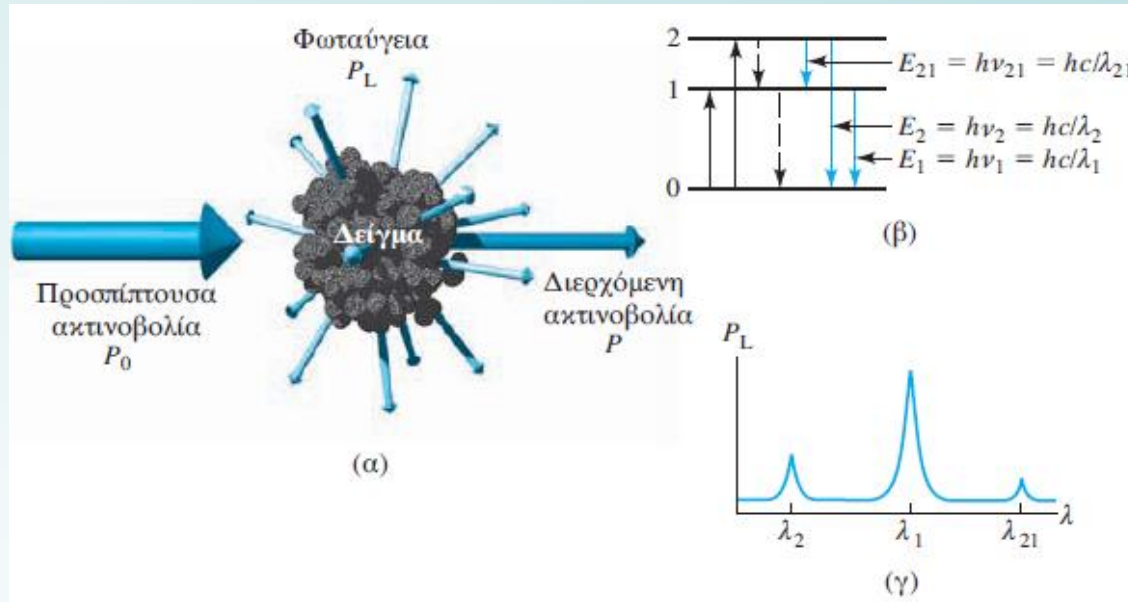 Φωταύγεια
P_L
Δείγμα
Προσπίπτουσα
ακτινοβολία
P_0
Διερχόμενη
ακτινοβολία
P
(α)
2
E_21 = hν_21 = hc/λ_21
1
E_2 = hν_2 = hc/λ_2
E_1 = hν_1 = hc/λ_1
0
(β)
P_L
λ_2 λ_1 λ_21 λ
(γ)